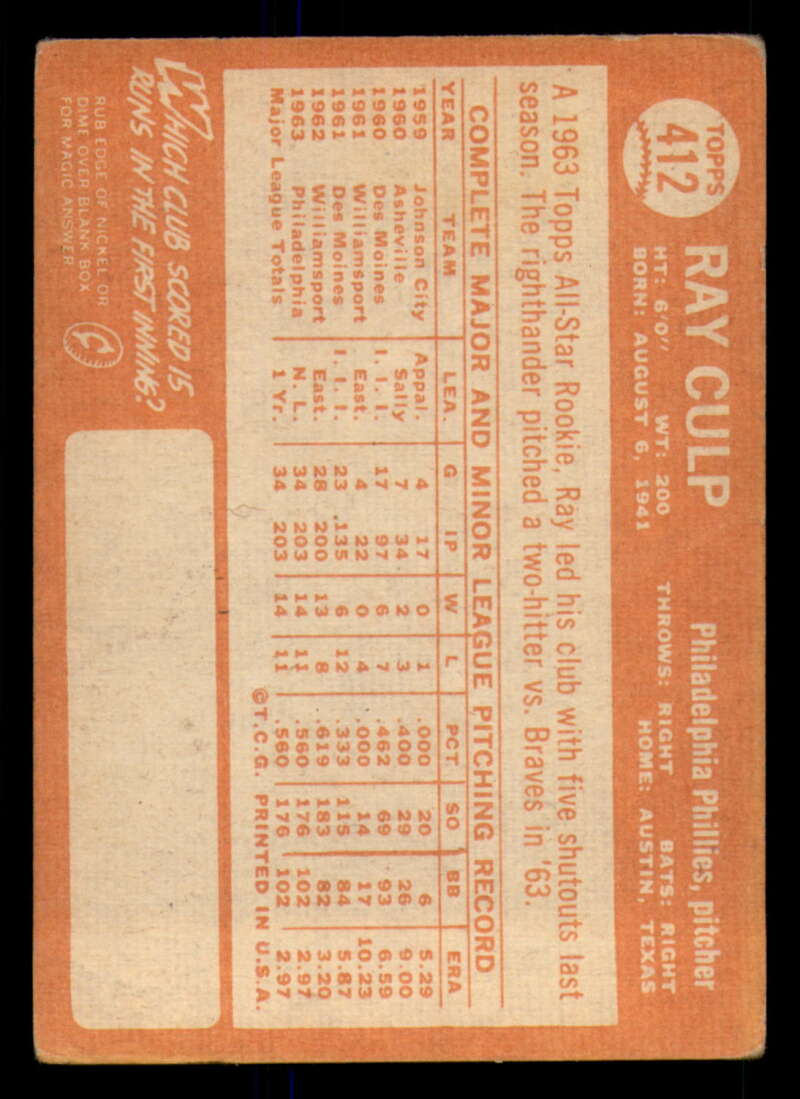 TOPPS
412
RAY CULP
Philadelphia Phillies, pitcher
HT: 6'0" WT: 200 THROWS: RIGHT BATS: RIGHT
BORN: AUGUST 6, 1941 HOME: AUSTIN, TEXAS
A 1963 Topps All-Star Rookie, Ray led his club with five shutouts last
season. The righthander pitched a two-hitter vs. Braves in '63.
COMPLETE MAJOR AND MINOR LEAGUE PITCHING RECORD
YEAR TEAM LEA. G IP W L PCT. SO BB ERA
1959 Johnson City Appal. 4 17 0 1 .000 20 6 5.29
1960 Asheville Sally 7 34 2 3 .400 29 26 9.00
1960 Des Moines I. I. I. 17 97 6 7 .462 69 93 6.59
1961 Williamsport East. 4 22 0 4 .000 14 17 10.23
1961 Des Moines I. I. I. 23 135 6 12 .333 115 84 5.87
1962 Williamsport East. 28 200 13 8 .619 183 82 3.20
1963 Philadelphia N. L. 34 203 14 11 .560 176 102 2.97
Major League Totals 1 Yr. 34 203 14 11 .560 176 102 2.97
©T.C.G. PRINTED IN U.S.A.
WHICH CLUB SCORED 15
RUNS IN THE FIRST INNING?
RUB EDGE OF NICKEL OR
DIME OVER BLANK BOX
FOR MAGIC ANSWER